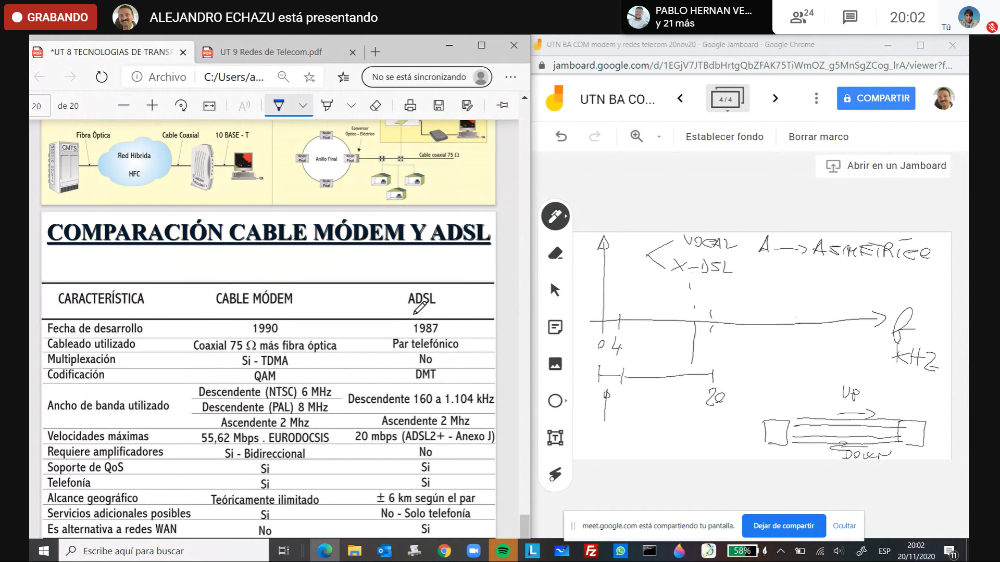 GRABANDO
ALEJANDRO ECHAZU está presentando
PABLO HERNAN VE...
y 21 más
24
20:02
Tú
*UT 8 TECNOLOGIAS DE TRANSF
UT 9 Redes de Telecom.pdf
Archivo
C:/Users/a...
No se está sincronizando
20
de 20
Fibra Óptica
Cable Coaxial
10 BASE - T
CMTS
Red Híbrida
HFC
Cable
Módem
Conversor
Óptico - Eléctrico
Nodo
Final
Nodo
Final
Anillo Final
Nodo
Final
Nodo
Final
Cable coaxial 75 Ω
COMPARACIÓN CABLE MÓDEM Y ADSL
CARACTERÍSTICA CABLE MÓDEM ADSL
Fecha de desarrollo 1990 1987
Cableado utilizado Coaxial 75 Ω más fibra óptica Par telefónico
Multiplexación Si - TDMA No
Codificación QAM DMT
Ancho de banda utilizado
Descendente (NTSC) 6 MHz
Descendente (PAL) 8 MHz
Ascendente 2 Mhz
Descendente 160 a 1.104 kHz
Ascendente 2 Mhz
Velocidades máximas 55,62 Mbps . EURODOCSIS 20 mbps (ADSL2+ - Anexo J)
Requiere amplificadores Si - Bidireccional No
Soporte de QoS Si Si
Telefonía Si Si
Alcance geográfico Teóricamente ilimitado ± 6 km según el par
Servicios adicionales posibles Si No - Solo telefonía
Es alternativa a redes WAN No Si
UTN BA COM modem y redes telecom 20nov20 - Google Jamboard - Google Chrome
jamboard.google.com/d/1EGjV7JTBdbHrtgQbZFAK75TiWmOZ_g5MnSgZCog_lrA/viewer?f...
UTN BA CO...
4 / 4
COMPARTIR
Establecer fondo
Borrar marco
Abrir en un Jamboard
VOCAL
X-DSL
A → ASIMÉTRICO
0 4
f
KHZ
20
UP
DOWN
meet.google.com está compartiendo tu pantalla.
Dejar de compartir
Ocultar
Escribe aquí para buscar
58%
ESP
20:02
20/11/2020
11